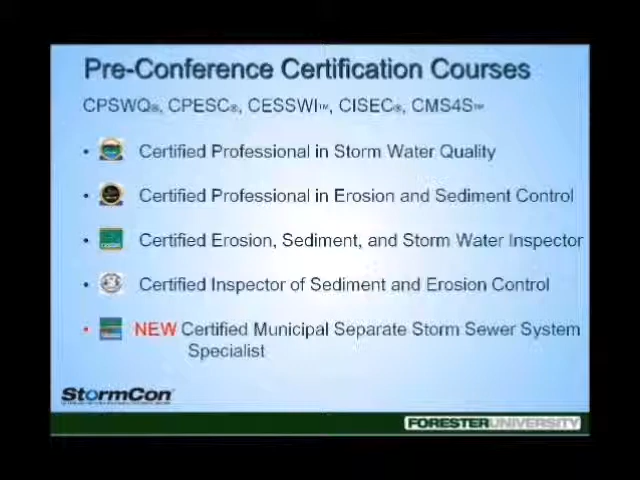 Pre-Conference Certification Courses
CPSWQ®, CPESC®, CESSWI™, CISEC®, CMS4S™
• Certified Professional in Storm Water Quality
• Certified Professional in Erosion and Sediment Control
• Certified Erosion, Sediment, and Storm Water Inspector
• Certified Inspector of Sediment and Erosion Control
• NEW Certified Municipal Separate Storm Sewer System
Specialist
StormCon
FORESTERUNIVERSITY